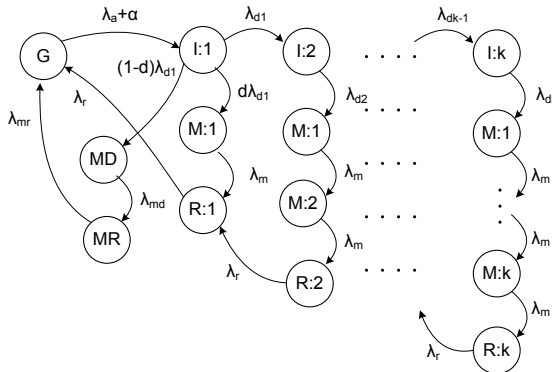 λa+α
λd1
λdk-1
G
I:1
I:2
. . . .
I:k
(1-d)λd1
λr
dλd1
λd2
. . . .
λd
λmr
M:1
M:1
M:1
MD
λm
λm
. . . .
λm
λmd
R:1
M:2
. . . .
MR
λm
λm
λr
R:2
. . . .
M:k
λm
λr
R:k